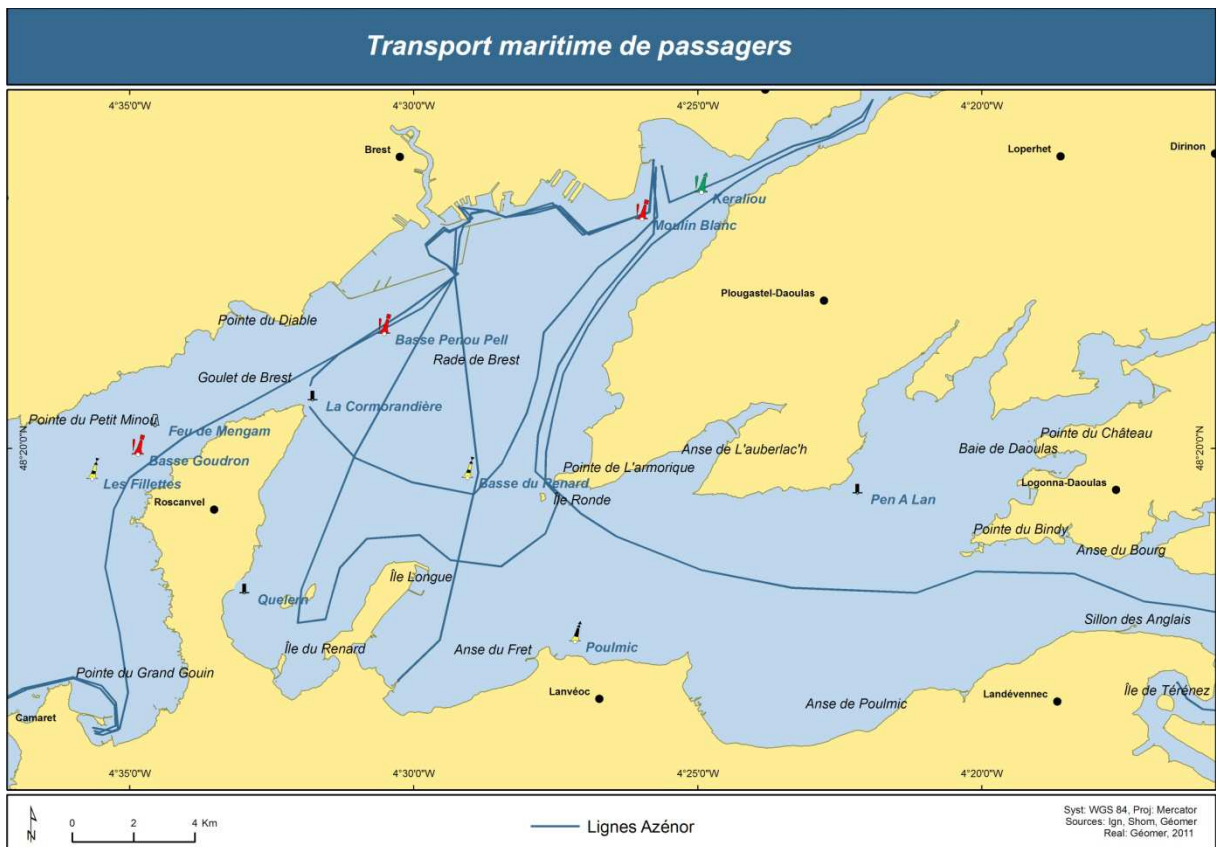 Transport maritime de passagers
4°35'0"W
4°30'0"W
4°25'0"W
4°20'0"W
Brest
Loperhet
Dirinon
Keraliou
Moulin Blanc
Plougastel-Daoulas
Pointe du Diable
Basse Penou Pell
Rade de Brest
Goulet de Brest
La Cormorandière
Pointe du Petit Minou
Feu de Mengam
48°20'0"N
Basse Goudron
Les Fillettes
Roscanvel
Basse du Renard
Pointe de L'armorique
Île Ronde
Anse de L'auberlac'h
Pen A Lan
Pointe du Château
Baie de Daoulas
48°20'0"N
Logonna-Daoulas
Pointe du Bindy
Anse du Bourg
Île Longue
Quelern
Sillon des Anglais
Île du Renard
Anse du Fret
Poulmic
Pointe du Grand Gouin
Camaret
Lanvéoc
Anse de Poulmic
Landévennec
Île de Térénez
4°35'0"W
4°30'0"W
4°25'0"W
4°20'0"W
N
0 2 4 Km
Lignes Azénor
Syst: WGS 84, Proj: Mercator
Sources: Ign, Shom, Géomer
Real: Géomer, 2011